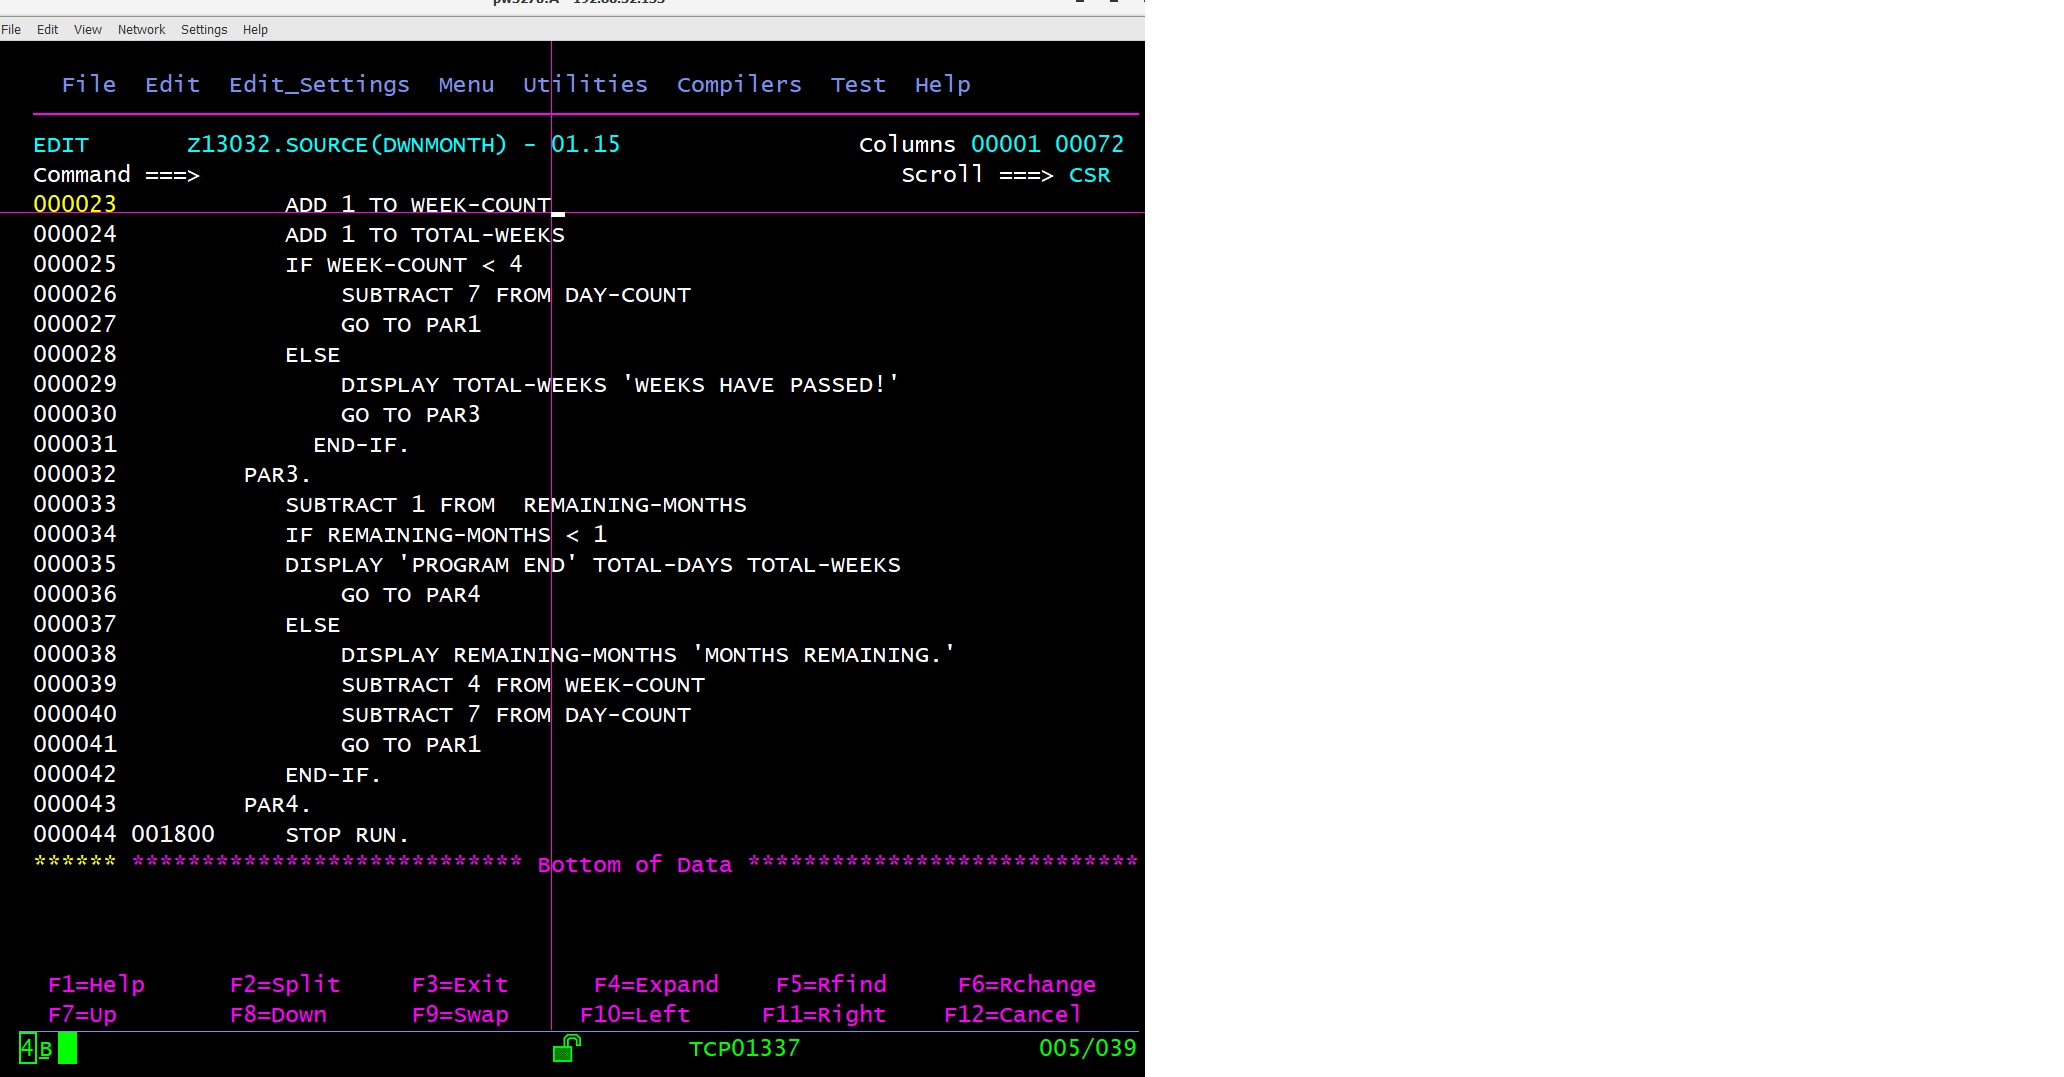 pw3270:A - 192.86.32.153
File Edit View Network Settings Help
File Edit Edit_Settings Menu Utilities Compilers Test Help
EDIT Z13032.SOURCE(DWNMONTH) - 01.15 Columns 00001 00072
Command ===> Scroll ===> CSR
000023 ADD 1 TO WEEK-COUNT
000024 ADD 1 TO TOTAL-WEEKS
000025 IF WEEK-COUNT < 4
000026 SUBTRACT 7 FROM DAY-COUNT
000027 GO TO PAR1
000028 ELSE
000029 DISPLAY TOTAL-WEEKS 'WEEKS HAVE PASSED!'
000030 GO TO PAR3
000031 END-IF.
000032 PAR3.
000033 SUBTRACT 1 FROM  REMAINING-MONTHS
000034 IF REMAINING-MONTHS < 1
000035 DISPLAY 'PROGRAM END' TOTAL-DAYS TOTAL-WEEKS
000036 GO TO PAR4
000037 ELSE
000038 DISPLAY REMAINING-MONTHS 'MONTHS REMAINING.'
000039 SUBTRACT 4 FROM WEEK-COUNT
000040 SUBTRACT 7 FROM DAY-COUNT
000041 GO TO PAR1
000042 END-IF.
000043 PAR4.
000044 001800 STOP RUN.
****** **************************** Bottom of Data ****************************
F1=Help F2=Split F3=Exit F4=Expand F5=Rfind F6=Rchange
F7=Up F8=Down F9=Swap F10=Left F11=Right F12=Cancel
4B TCP01337 005/039